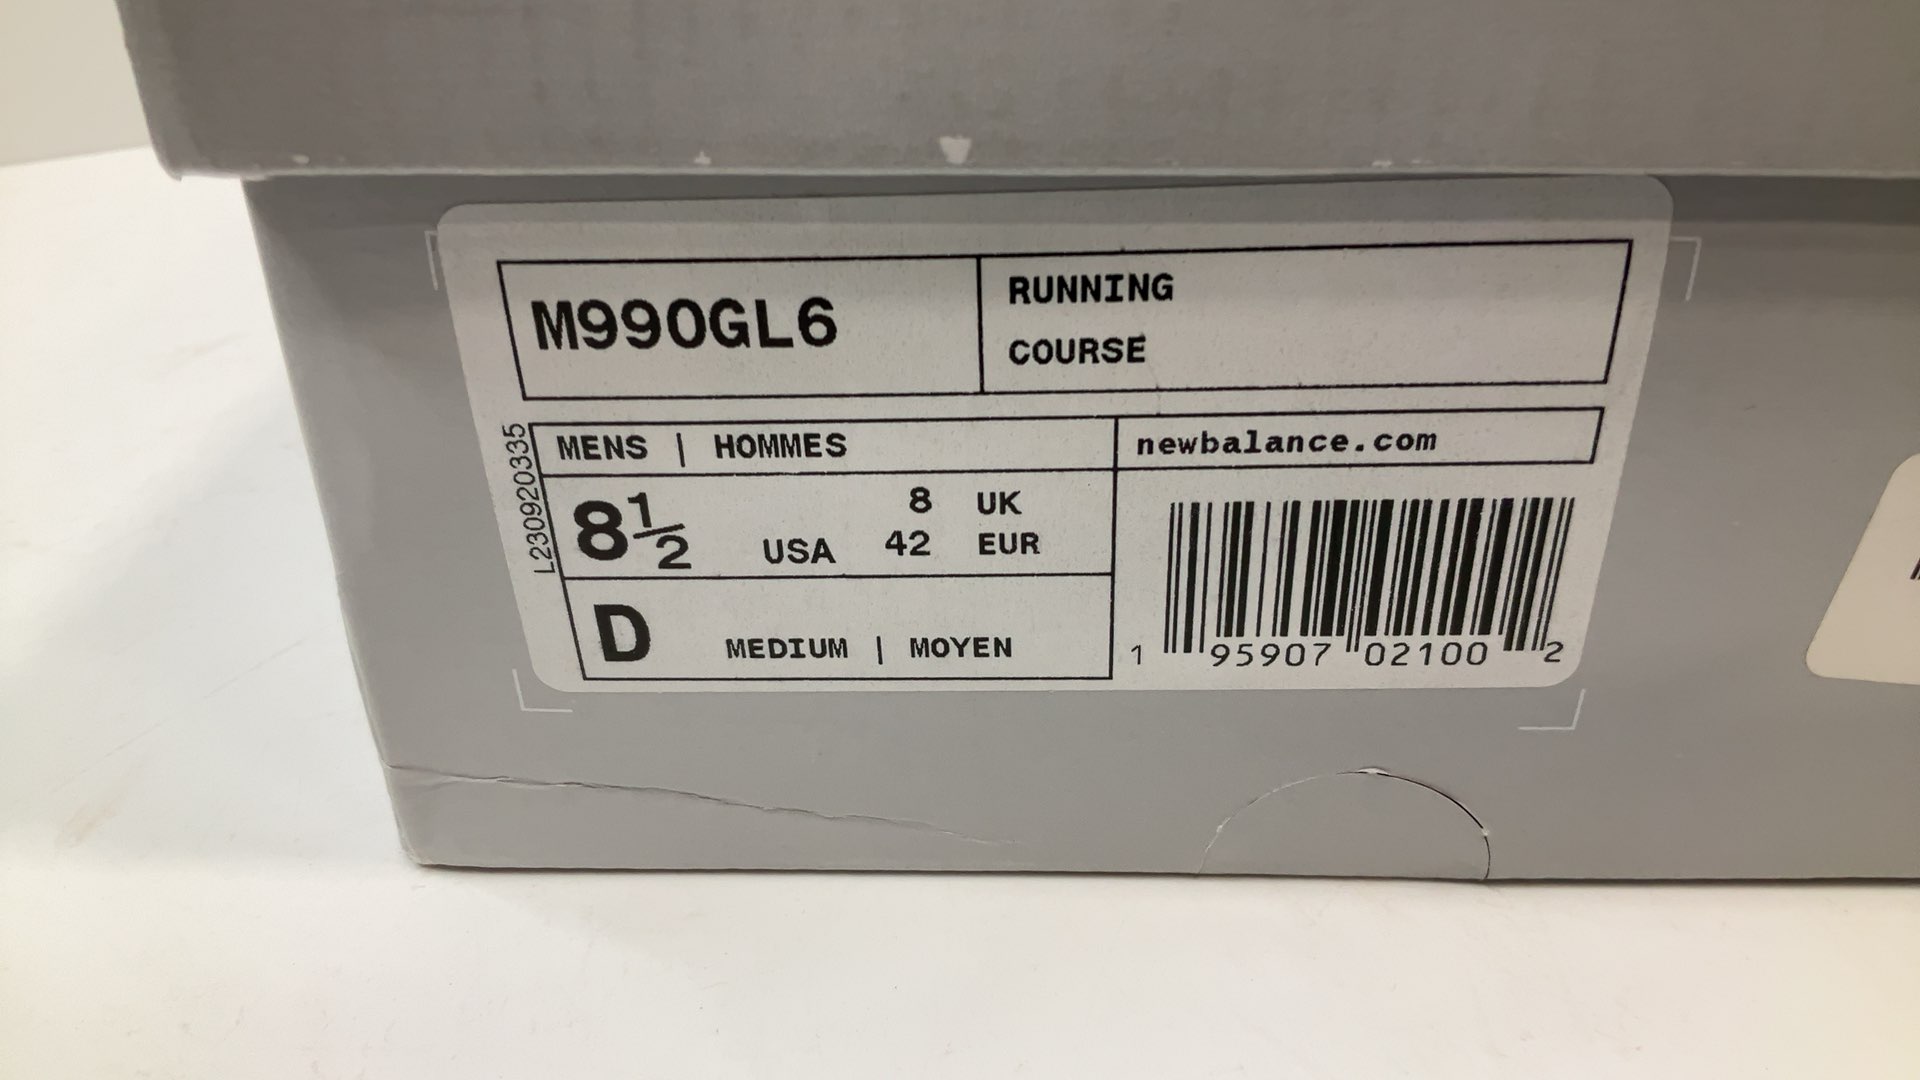 M990GL6
RUNNING
COURSE
L230920335
MENS | HOMMES
newbalance.com
8½ USA
8 UK
42 EUR
D
MEDIUM | MOYEN
1 95907 02100 2